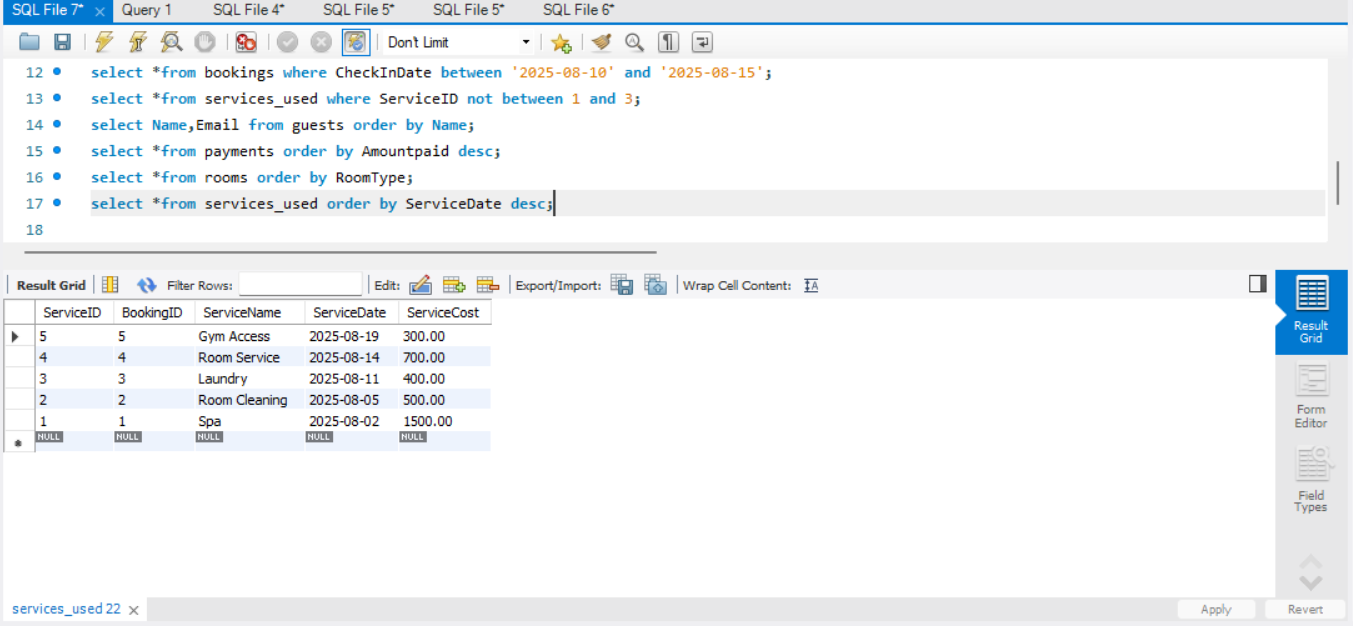 SQL File 7* Query 1 SQL File 4* SQL File 5* SQL File 5* SQL File 6*
Don't Limit
12 select *from bookings where CheckInDate between '2025-08-10' and '2025-08-15';
13 select *from services_used where ServiceID not between 1 and 3;
14 select Name,Email from guests order by Name;
15 select *from payments order by Amountpaid desc;
16 select *from rooms order by RoomType;
17 select *from services_used order by ServiceDate desc;
18
Result Grid Filter Rows: Edit: Export/Import: Wrap Cell Content: IA
ServiceID BookingID ServiceName ServiceDate ServiceCost
5 5 Gym Access 2025-08-19 300.00
4 4 Room Service 2025-08-14 700.00
3 3 Laundry 2025-08-11 400.00
2 2 Room Cleaning 2025-08-05 500.00
1 1 Spa 2025-08-02 1500.00
NULL NULL NULL NULL NULL
Result
Grid
Form
Editor
Field
Types
services_used 22 Apply Revert